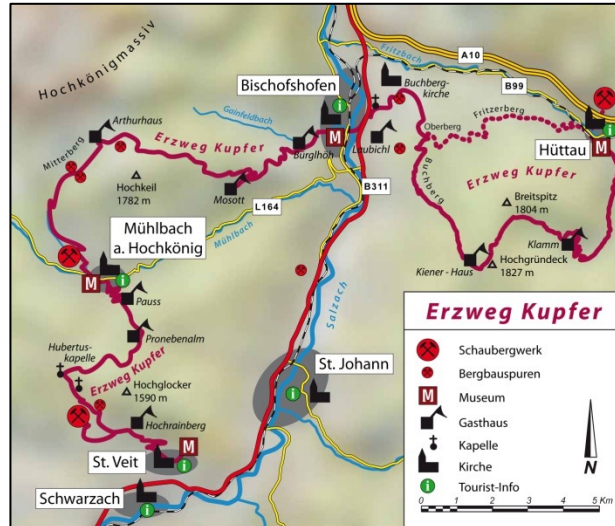 Hochkönigmassiv
Bischofshofen
Fritzbach
A10
B99
Buchberg-
kirche
Arthurhaus
Gainfeldbach
Erzweg Kupfer
Mitterberg
Burglhöh
M
Laubichl
Oberberg
Fritzerberg
Hüttau
M
Hochkeil
1782 m
Mosott
B311
Buchberg
Erzweg Kupfer
Breitspitz
1804 m
L164
Mühlbach
a. Hochkönig
Mühlbach
Klamm
Kiener - Haus
Hochgründeck
1827 m
M
Pauss
Salzach
Pronebenalm
Hubertus-
kapelle
Erzweg Kupfer
St. Johann
Hochglocker
1590 m
Hochrainberg
M
St. Veit
Schwarzach
Erzweg Kupfer
Schaubergwerk
Bergbauspuren
M Museum
Gasthaus
Kapelle
Kirche
i Tourist-Info
N
0 1 2 3 4 5 Km